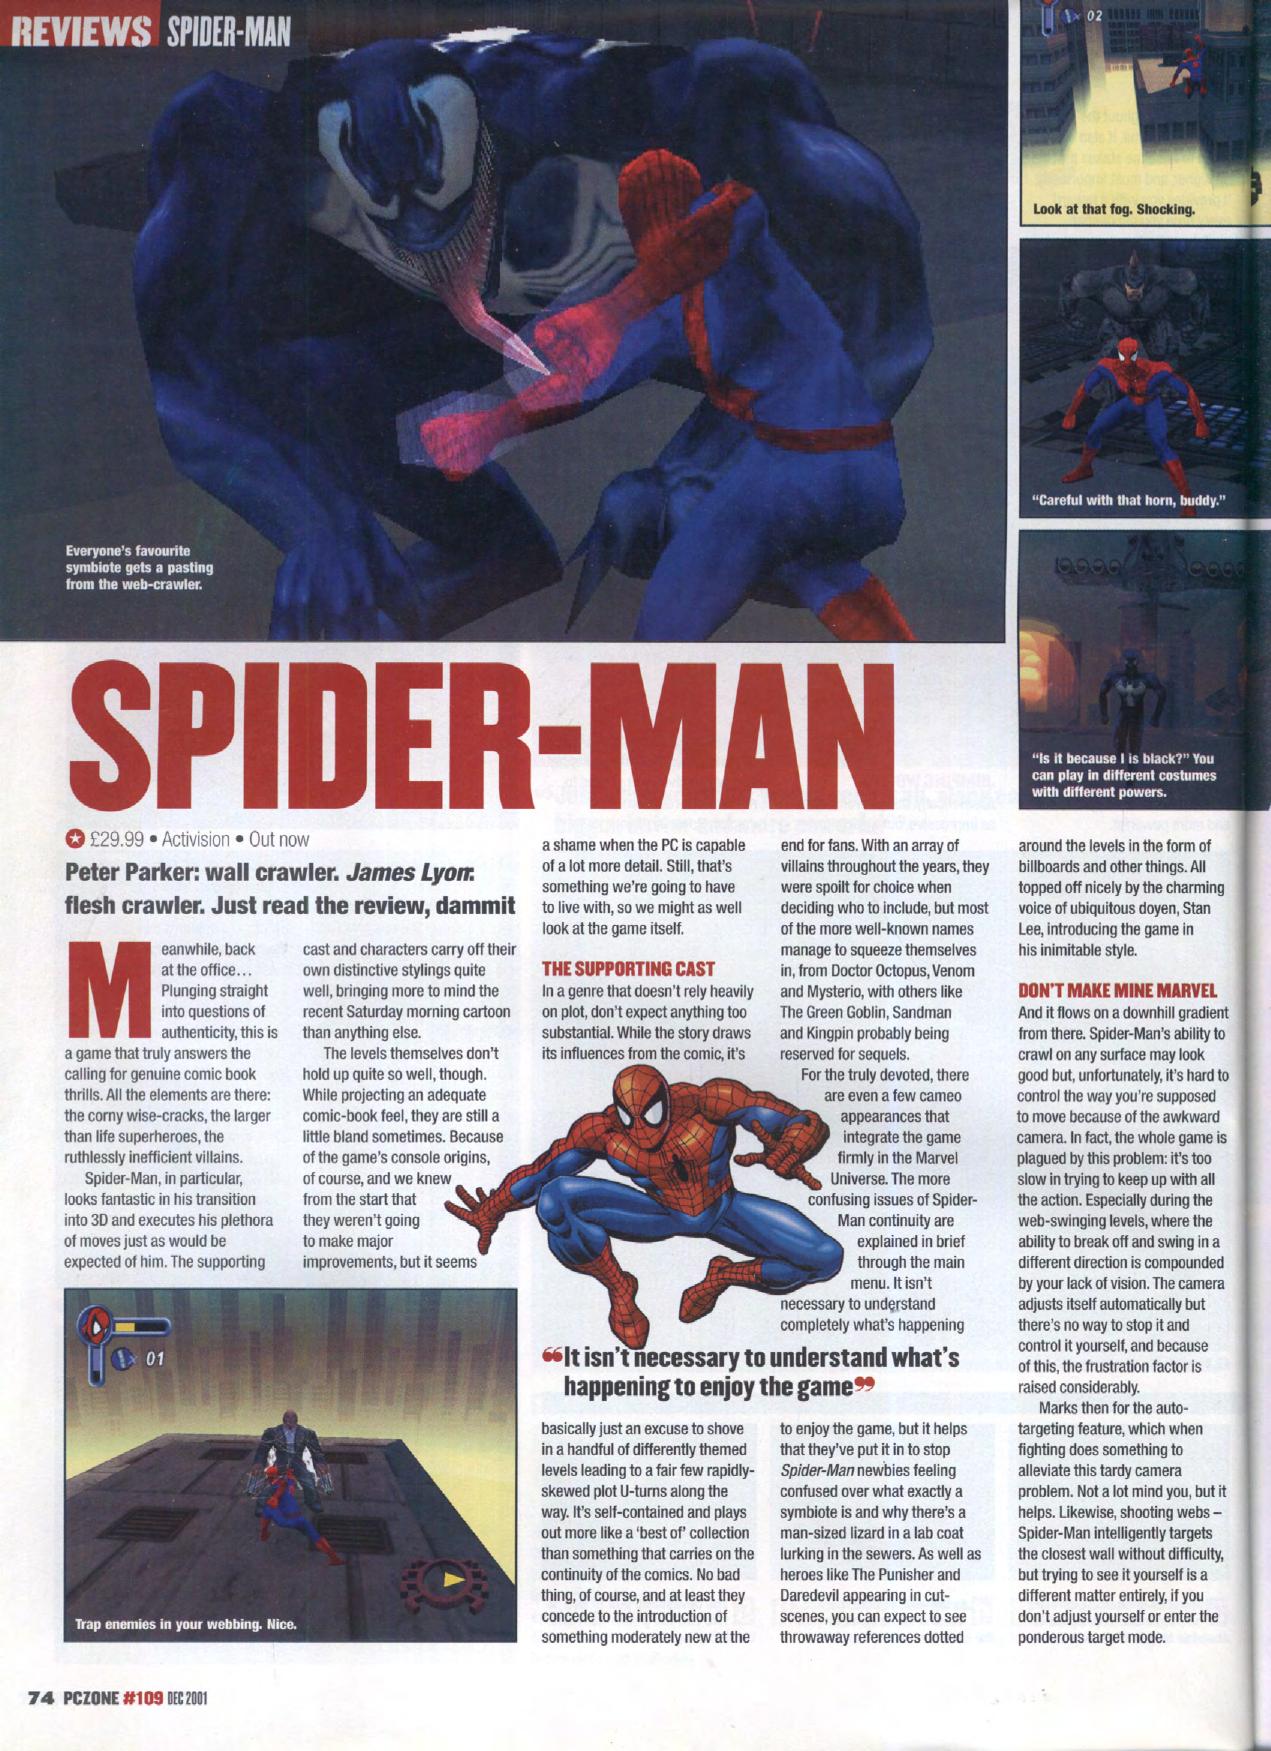 REVIEWS SPIDER-MAN
02
Look at that fog. Shocking.
"Careful with that horn, buddy."
Everyone's favourite
symbiote gets a pasting
from the web-crawler.
"Is it because I is black?" You
can play in different costumes
with different powers.
SPIDER-MAN
£29.99 • Activision • Out now
Peter Parker: wall crawler. James Lyon:
flesh crawler. Just read the review, dammit
Meanwhile, back
at the office…
Plunging straight
into questions of
authenticity, this is
a game that truly answers the
calling for genuine comic book
thrills. All the elements are there:
the corny wise-cracks, the larger
than life superheroes, the
ruthlessly inefficient villains.
Spider-Man, in particular,
looks fantastic in his transition
into 3D and executes his plethora
of moves just as would be
expected of him. The supporting
cast and characters carry off their
own distinctive stylings quite
well, bringing more to mind the
recent Saturday morning cartoon
than anything else.
The levels themselves don't
hold up quite so well, though.
While projecting an adequate
comic-book feel, they are still a
little bland sometimes. Because
of the game's console origins,
of course, and we knew
from the start that
they weren't going
to make major
improvements, but it seems
01
Trap enemies in your webbing. Nice.
a shame when the PC is capable
of a lot more detail. Still, that's
something we're going to have
to live with, so we might as well
look at the game itself.
THE SUPPORTING CAST
In a genre that doesn't rely heavily
on plot, don't expect anything too
substantial. While the story draws
its influences from the comic, it's
"It isn't necessary to understand what's
happening to enjoy the game"
basically just an excuse to shove
in a handful of differently themed
levels leading to a fair few rapidly-
skewed plot U-turns along the
way. It's self-contained and plays
out more like a 'best of' collection
than something that carries on the
continuity of the comics. No bad
thing, of course, and at least they
concede to the introduction of
something moderately new at the
end for fans. With an array of
villains throughout the years, they
were spoilt for choice when
deciding who to include, but most
of the more well-known names
manage to squeeze themselves
in, from Doctor Octopus, Venom
and Mysterio, with others like
The Green Goblin, Sandman
and Kingpin probably being
reserved for sequels.
For the truly devoted, there
are even a few cameo
appearances that
integrate the game
firmly in the Marvel
Universe. The more
confusing issues of Spider-
Man continuity are
explained in brief
through the main
menu. It isn't
necessary to understand
completely what's happening
to enjoy the game, but it helps
that they've put it in to stop
Spider-Man newbies feeling
confused over what exactly a
symbiote is and why there's a
man-sized lizard in a lab coat
lurking in the sewers. As well as
heroes like The Punisher and
Daredevil appearing in cut-
scenes, you can expect to see
throwaway references dotted
around the levels in the form of
billboards and other things. All
topped off nicely by the charming
voice of ubiquitous doyen, Stan
Lee, introducing the game in
his inimitable style.
DON'T MAKE MINE MARVEL
And it flows on a downhill gradient
from there. Spider-Man's ability to
crawl on any surface may look
good but, unfortunately, it's hard to
control the way you're supposed
to move because of the awkward
camera. In fact, the whole game is
plagued by this problem: it's too
slow in trying to keep up with all
the action. Especially during the
web-swinging levels, where the
ability to break off and swing in a
different direction is compounded
by your lack of vision. The camera
adjusts itself automatically but
there's no way to stop it and
control it yourself, and because
of this, the frustration factor is
raised considerably.
Marks then for the auto-
targeting feature, which when
fighting does something to
alleviate this tardy camera
problem. Not a lot mind you, but it
helps. Likewise, shooting webs –
Spider-Man intelligently targets
the closest wall without difficulty,
but trying to see it yourself is a
different matter entirely, if you
don't adjust yourself or enter the
ponderous target mode.
74 PCZONE #109 DEC 2001